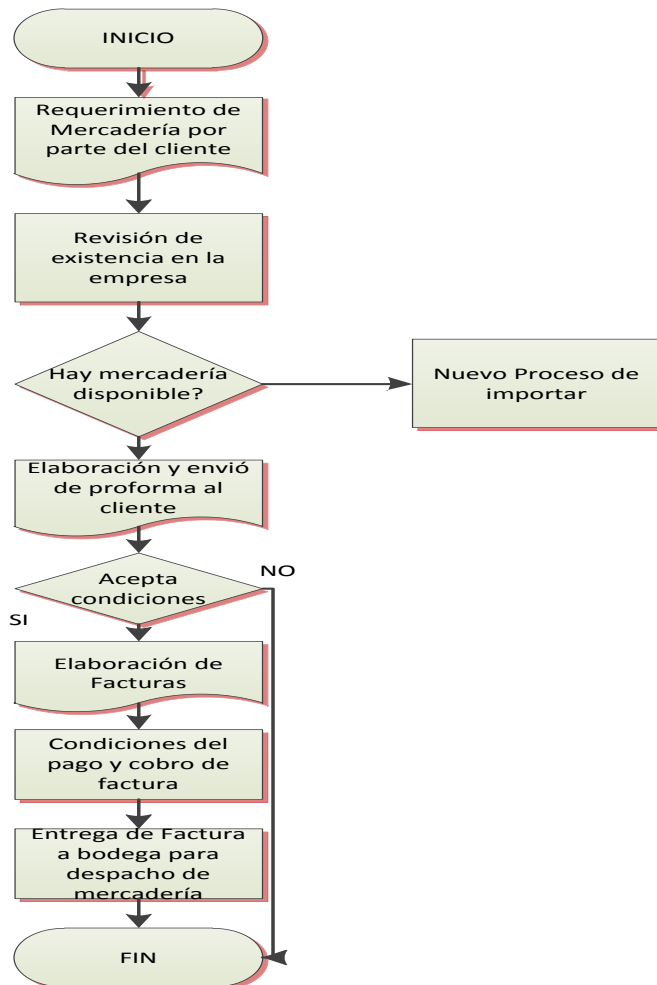 INICIO
Requerimiento de
Mercadería por
parte del cliente
Revisión de
existencia en la
empresa
Hay mercadería
disponible?
Nuevo Proceso de
importar
Elaboración y envió
de proforma al
cliente
Acepta
condiciones
NO
SI
Elaboración de
Facturas
Condiciones del
pago y cobro de
factura
Entrega de Factura
a bodega para
despacho de
mercadería
FIN